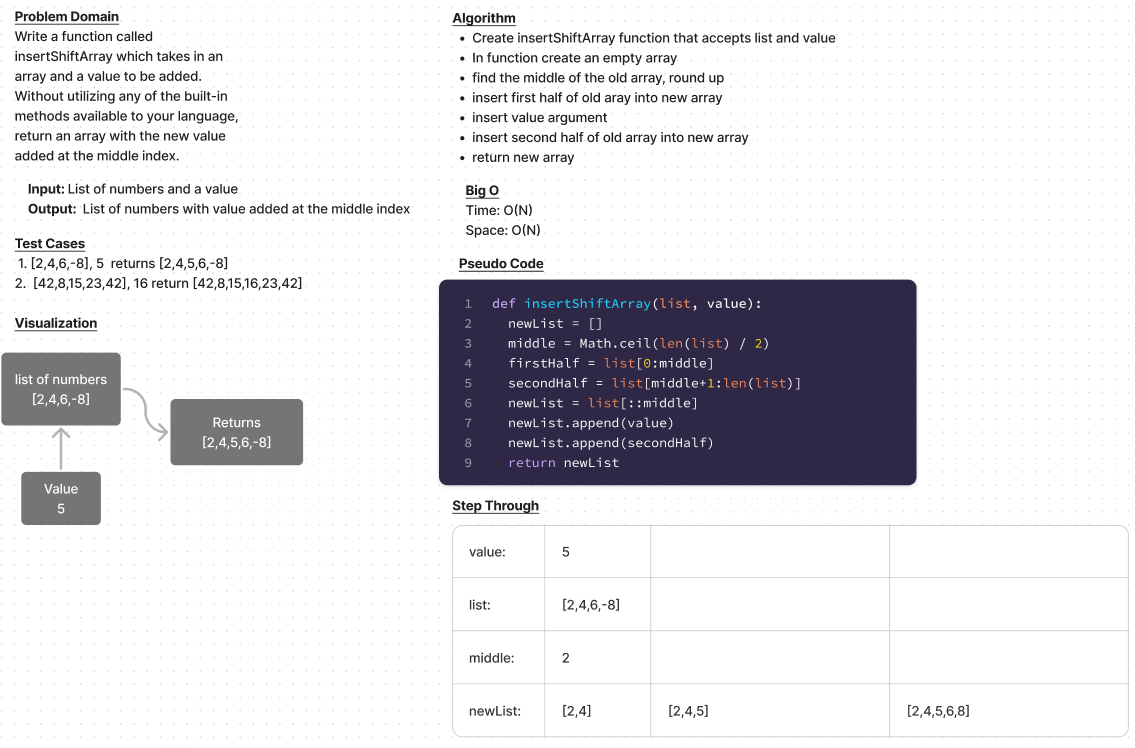 Problem Domain
Write a function called
insertShiftArray which takes in an
array and a value to be added.
Without utilizing any of the built-in
methods available to your language,
return an array with the new value
added at the middle index.
Input: List of numbers and a value
Output: List of numbers with value added at the middle index
Test Cases
1. [2,4,6,-8], 5 returns [2,4,5,6,-8]
2. [42,8,15,23,42], 16 return [42,8,15,16,23,42]
Visualization
list of numbers
[2,4,6,-8]
Returns
[2,4,5,6,-8]
Value
5
Algorithm
• Create insertShiftArray function that accepts list and value
• In function create an empty array
• find the middle of the old array, round up
• insert first half of old aray into new array
• insert value argument
• insert second half of old array into new array
• return new array
Big O
Time: O(N)
Space: O(N)
Pseudo Code
1 def insertShiftArray(list, value):
2 newList = []
3 middle = Math.ceil(len(list) / 2)
4 firstHalf = list[0:middle]
5 secondHalf = list[middle+1:len(list)]
6 newList = list[::middle]
7 newList.append(value)
8 newList.append(secondHalf)
9 return newList
Step Through
value: 5
list: [2,4,6,-8]
middle: 2
newList: [2,4] [2,4,5] [2,4,5,6,8]